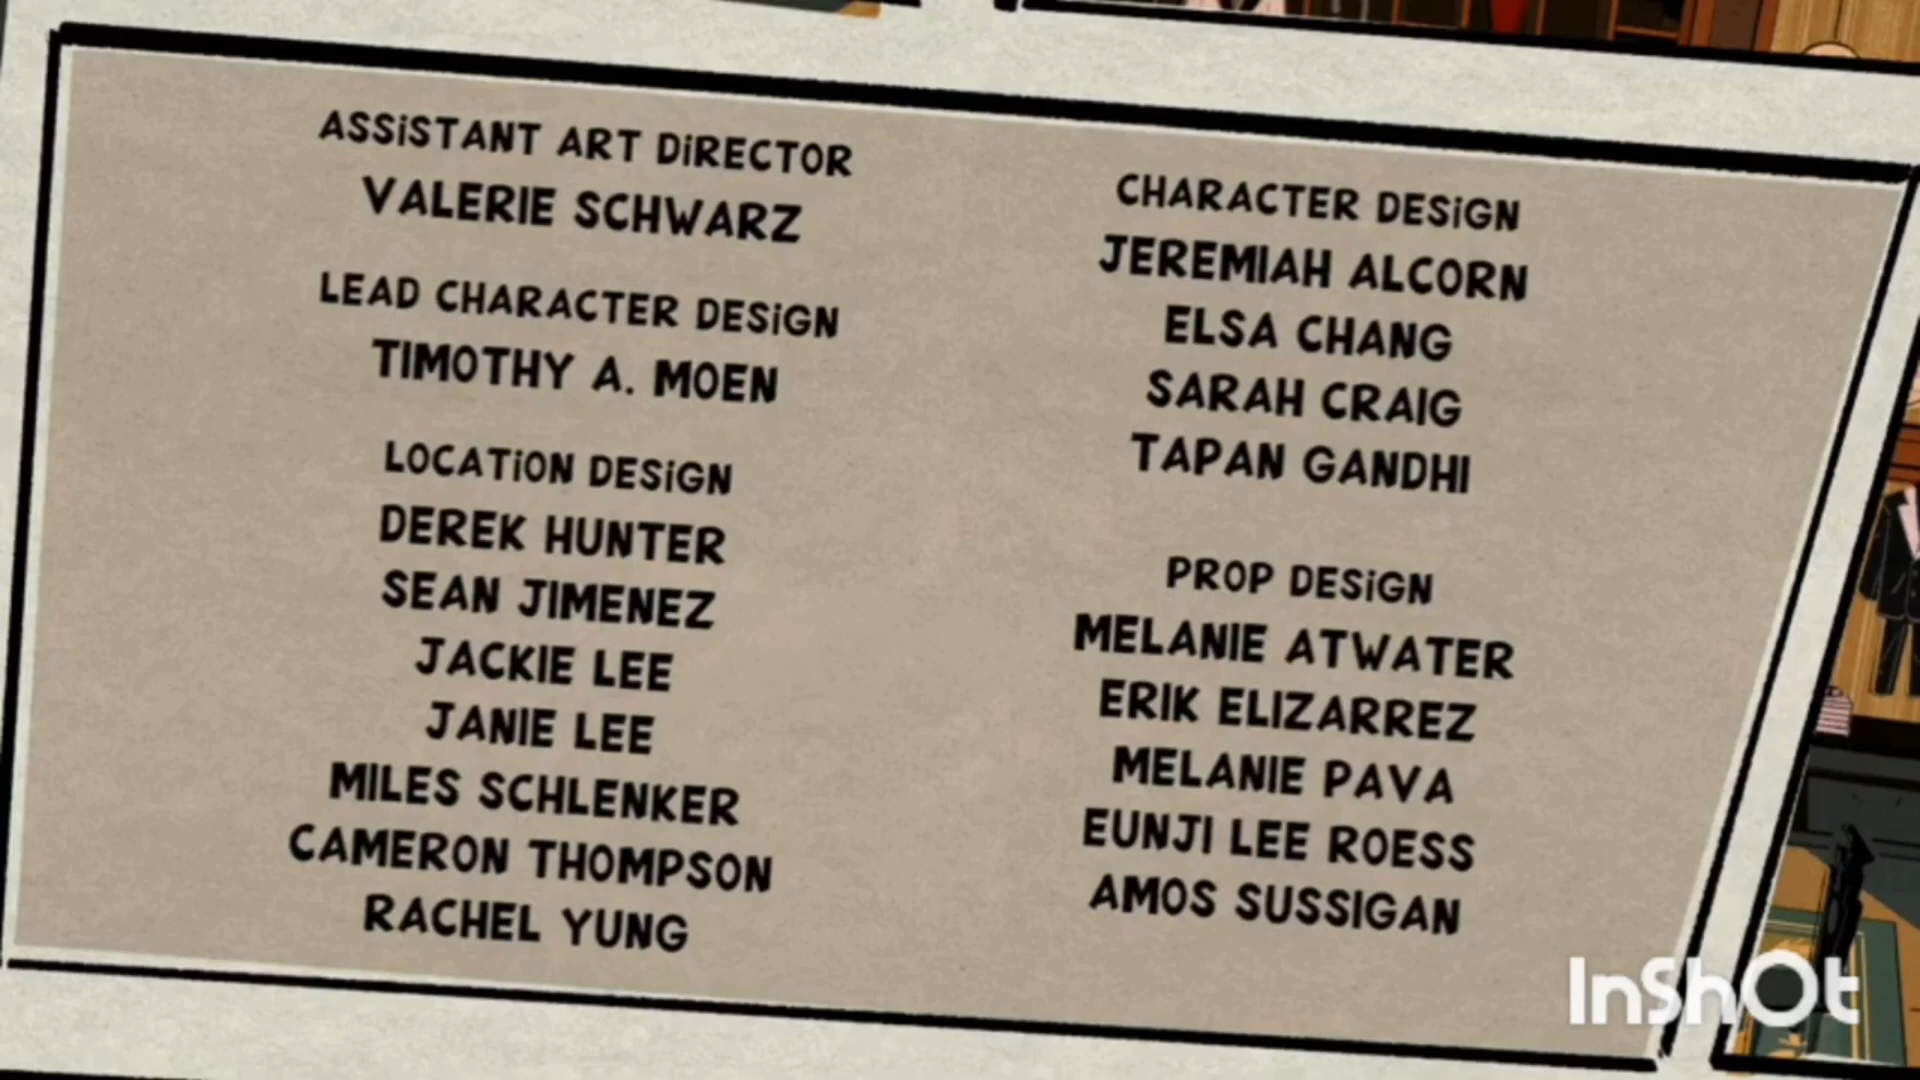 ASSiSTANT ART DiRECTOR
VALERIE SCHWARZ
LEAD CHARACTER DESiGN
TIMOTHY A. MOEN
LOCATiON DESiGN
DEREK HUNTER
SEAN JIMENEZ
JACKIE LEE
JANIE LEE
MILES SCHLENKER
CAMERON THOMPSON
RACHEL YUNG
CHARACTER DESiGN
JEREMIAH ALCORN
ELSA CHANG
SARAH CRAIG
TAPAN GANDHI
PROP DESiGN
MELANIE ATWATER
ERIK ELIZARREZ
MELANIE PAVA
EUNJI LEE ROESS
AMOS SUSSIGAN
InShOt